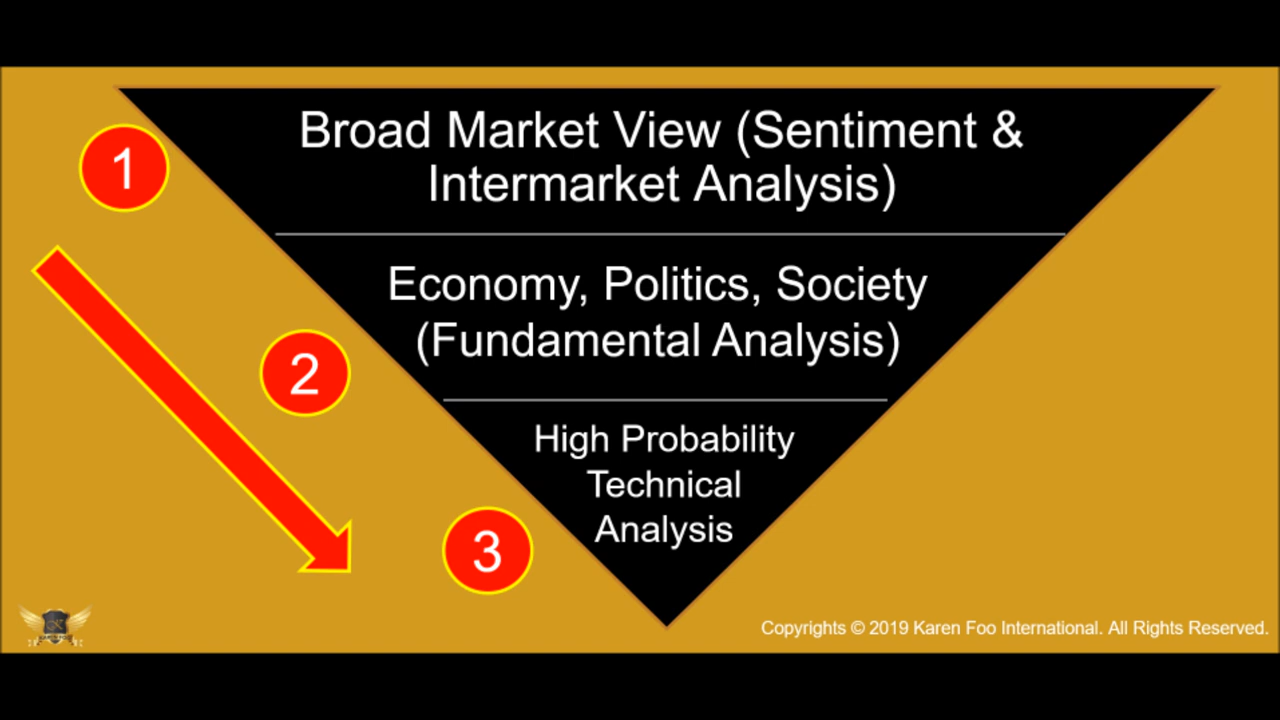 1
Broad Market View (Sentiment &
Intermarket Analysis)
Economy, Politics, Society
(Fundamental Analysis)
2
High Probability
Technical
Analysis
3
Copyrights © 2019 Karen Foo International. All Rights Reserved.